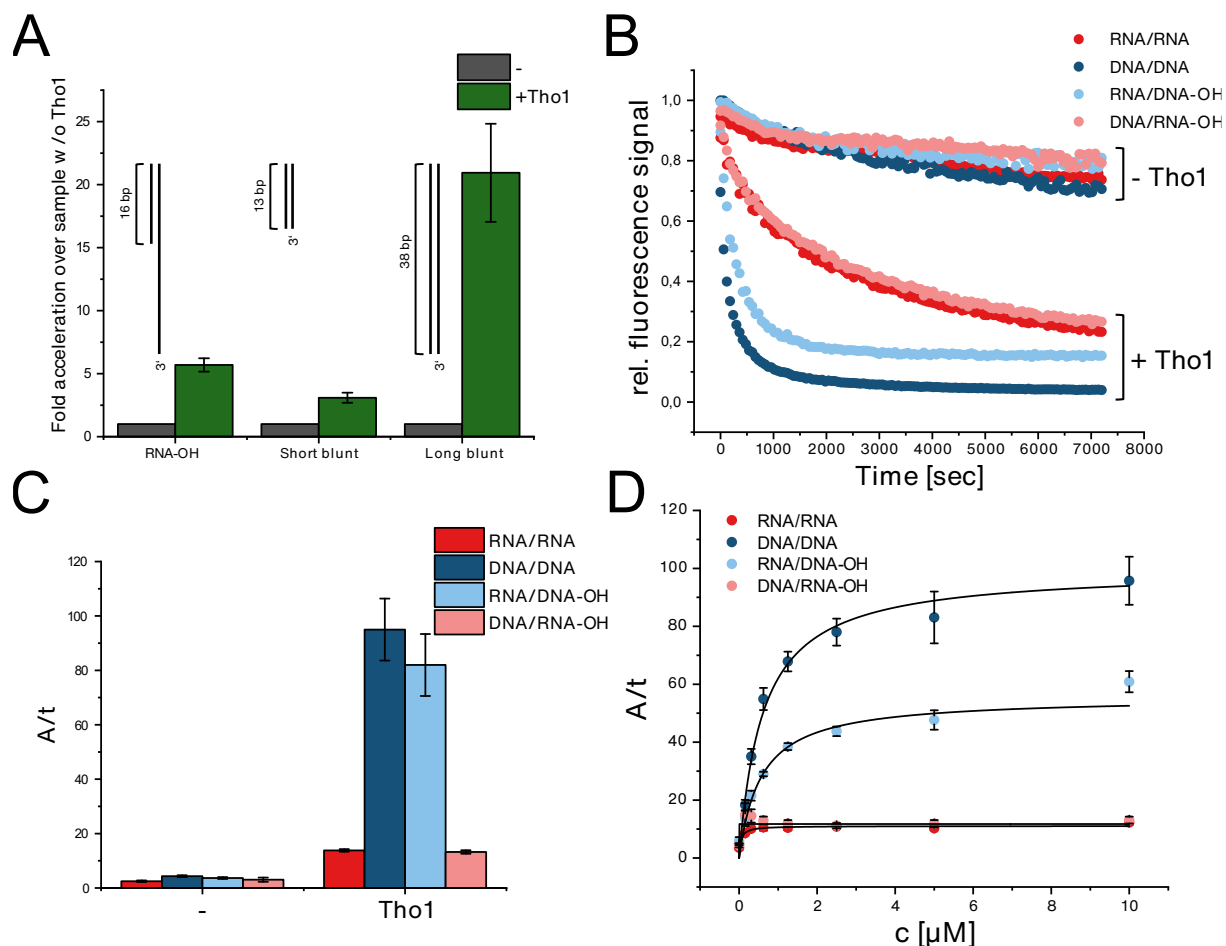 A
-
+Tho1
Fold acceleration over sample w /o Tho1
25
20
15
10
5
0
16 bp
3'
13 bp
3'
38 bp
3'
RNA-OH
Short blunt
Long blunt
B
RNA/RNA
DNA/DNA
RNA/DNA-OH
DNA/RNA-OH
rel. fluorescence signal
1,0
0,8
0,6
0,4
0,2
0,0
- Tho1
+ Tho1
0 1000 2000 3000 4000 5000 6000 7000 8000
Time [sec]
C
RNA/RNA
DNA/DNA
RNA/DNA-OH
DNA/RNA-OH
A/t
120
100
80
60
40
20
0
-
Tho1
D
RNA/RNA
DNA/DNA
RNA/DNA-OH
DNA/RNA-OH
A/t
120
100
80
60
40
20
0
0 2 4 6 8 10
c [µM]